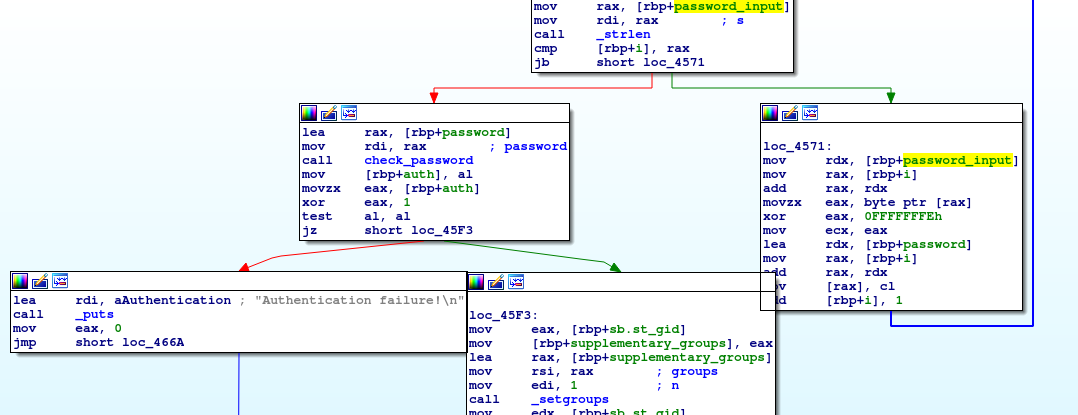 mov rax, [rbp+password_input]
mov rdi, rax ; s
call _strlen
cmp [rbp+i], rax
jb short loc_4571
lea rax, [rbp+password]
mov rdi, rax ; password
call check_password
mov [rbp+auth], al
movzx eax, [rbp+auth]
xor eax, 1
test al, al
jz short loc_45F3
loc_4571:
mov rdx, [rbp+password_input]
mov rax, [rbp+i]
add rax, rdx
movzx eax, byte ptr [rax]
xor eax, 0FFFFFFFEh
mov ecx, eax
lea rdx, [rbp+password]
mov rax, [rbp+i]
add rax, rdx
mov [rax], cl
add [rbp+i], 1
lea rdi, aAuthentication ; "Authentication failure!\n"
call _puts
mov eax, 0
jmp short loc_466A
loc_45F3:
mov eax, [rbp+sb.st_gid]
mov [rbp+supplementary_groups], eax
lea rax, [rbp+supplementary_groups]
mov rsi, rax ; groups
mov edi, 1 ; n
call _setgroups
mov edx, [rbp+sb.st_gid]